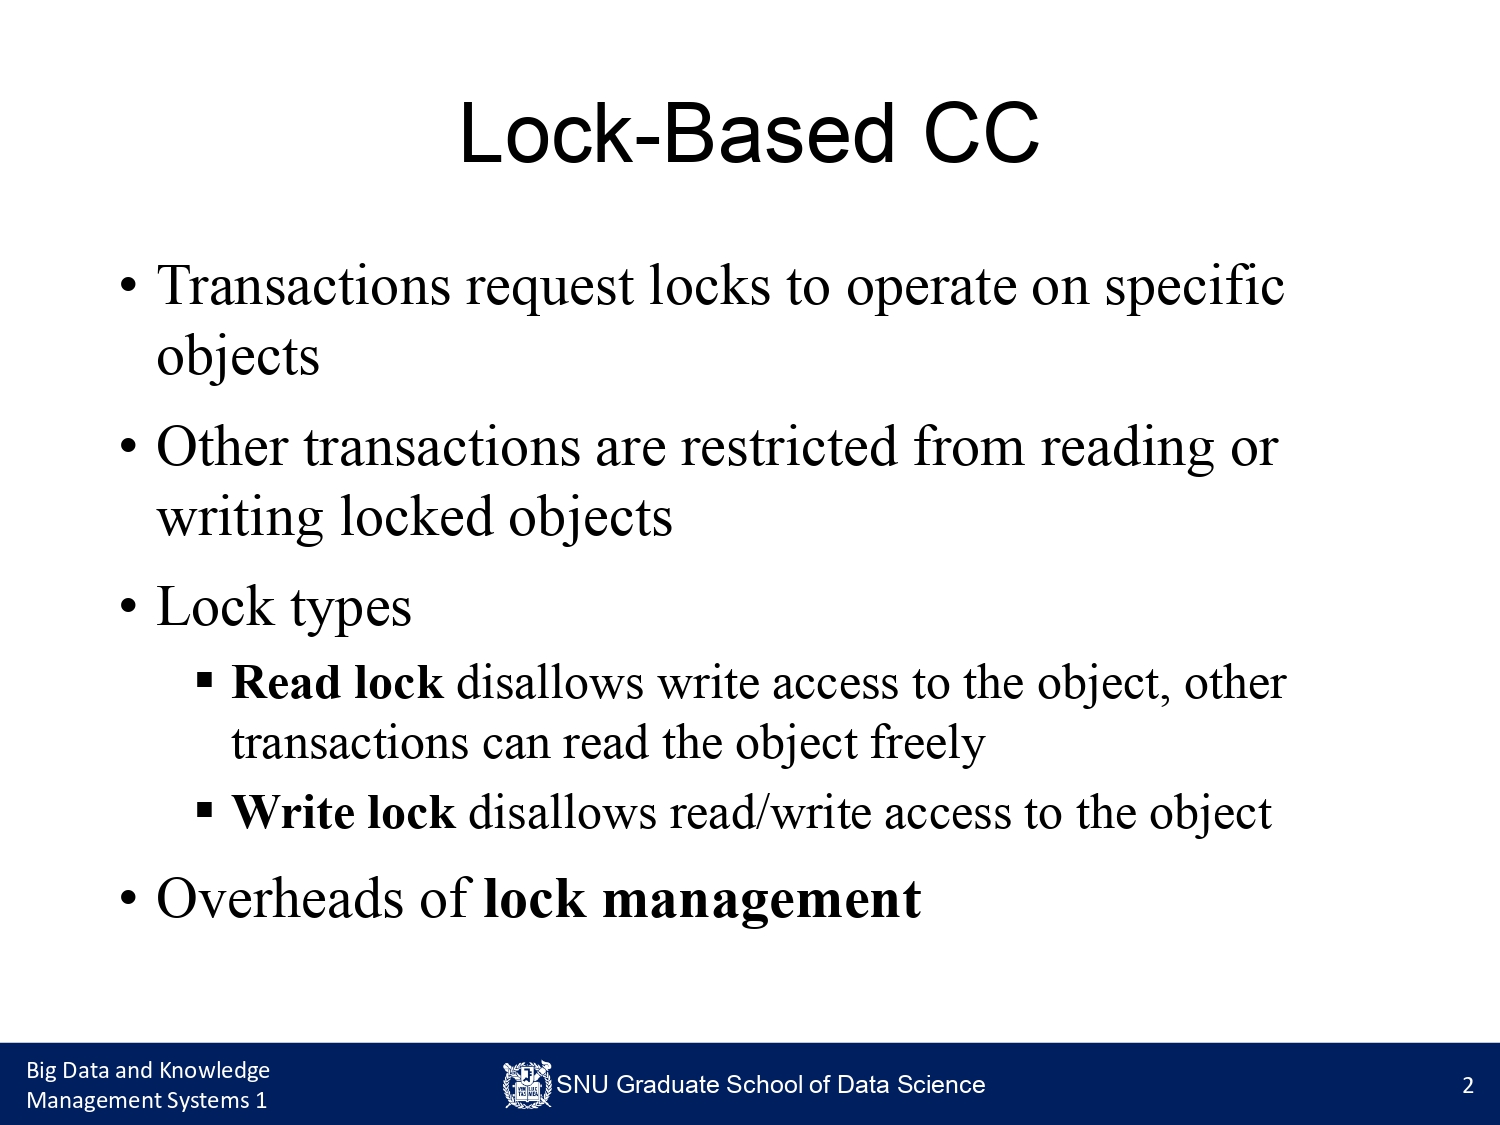 Lock-Based CC
• Transactions request locks to operate on specific
objects
• Other transactions are restricted from reading or
writing locked objects
• Lock types
▪ Read lock disallows write access to the object, other
transactions can read the object freely
▪ Write lock disallows read/write access to the object
• Overheads of lock management
Big Data and Knowledge
Management Systems 1
SNU Graduate School of Data Science
2